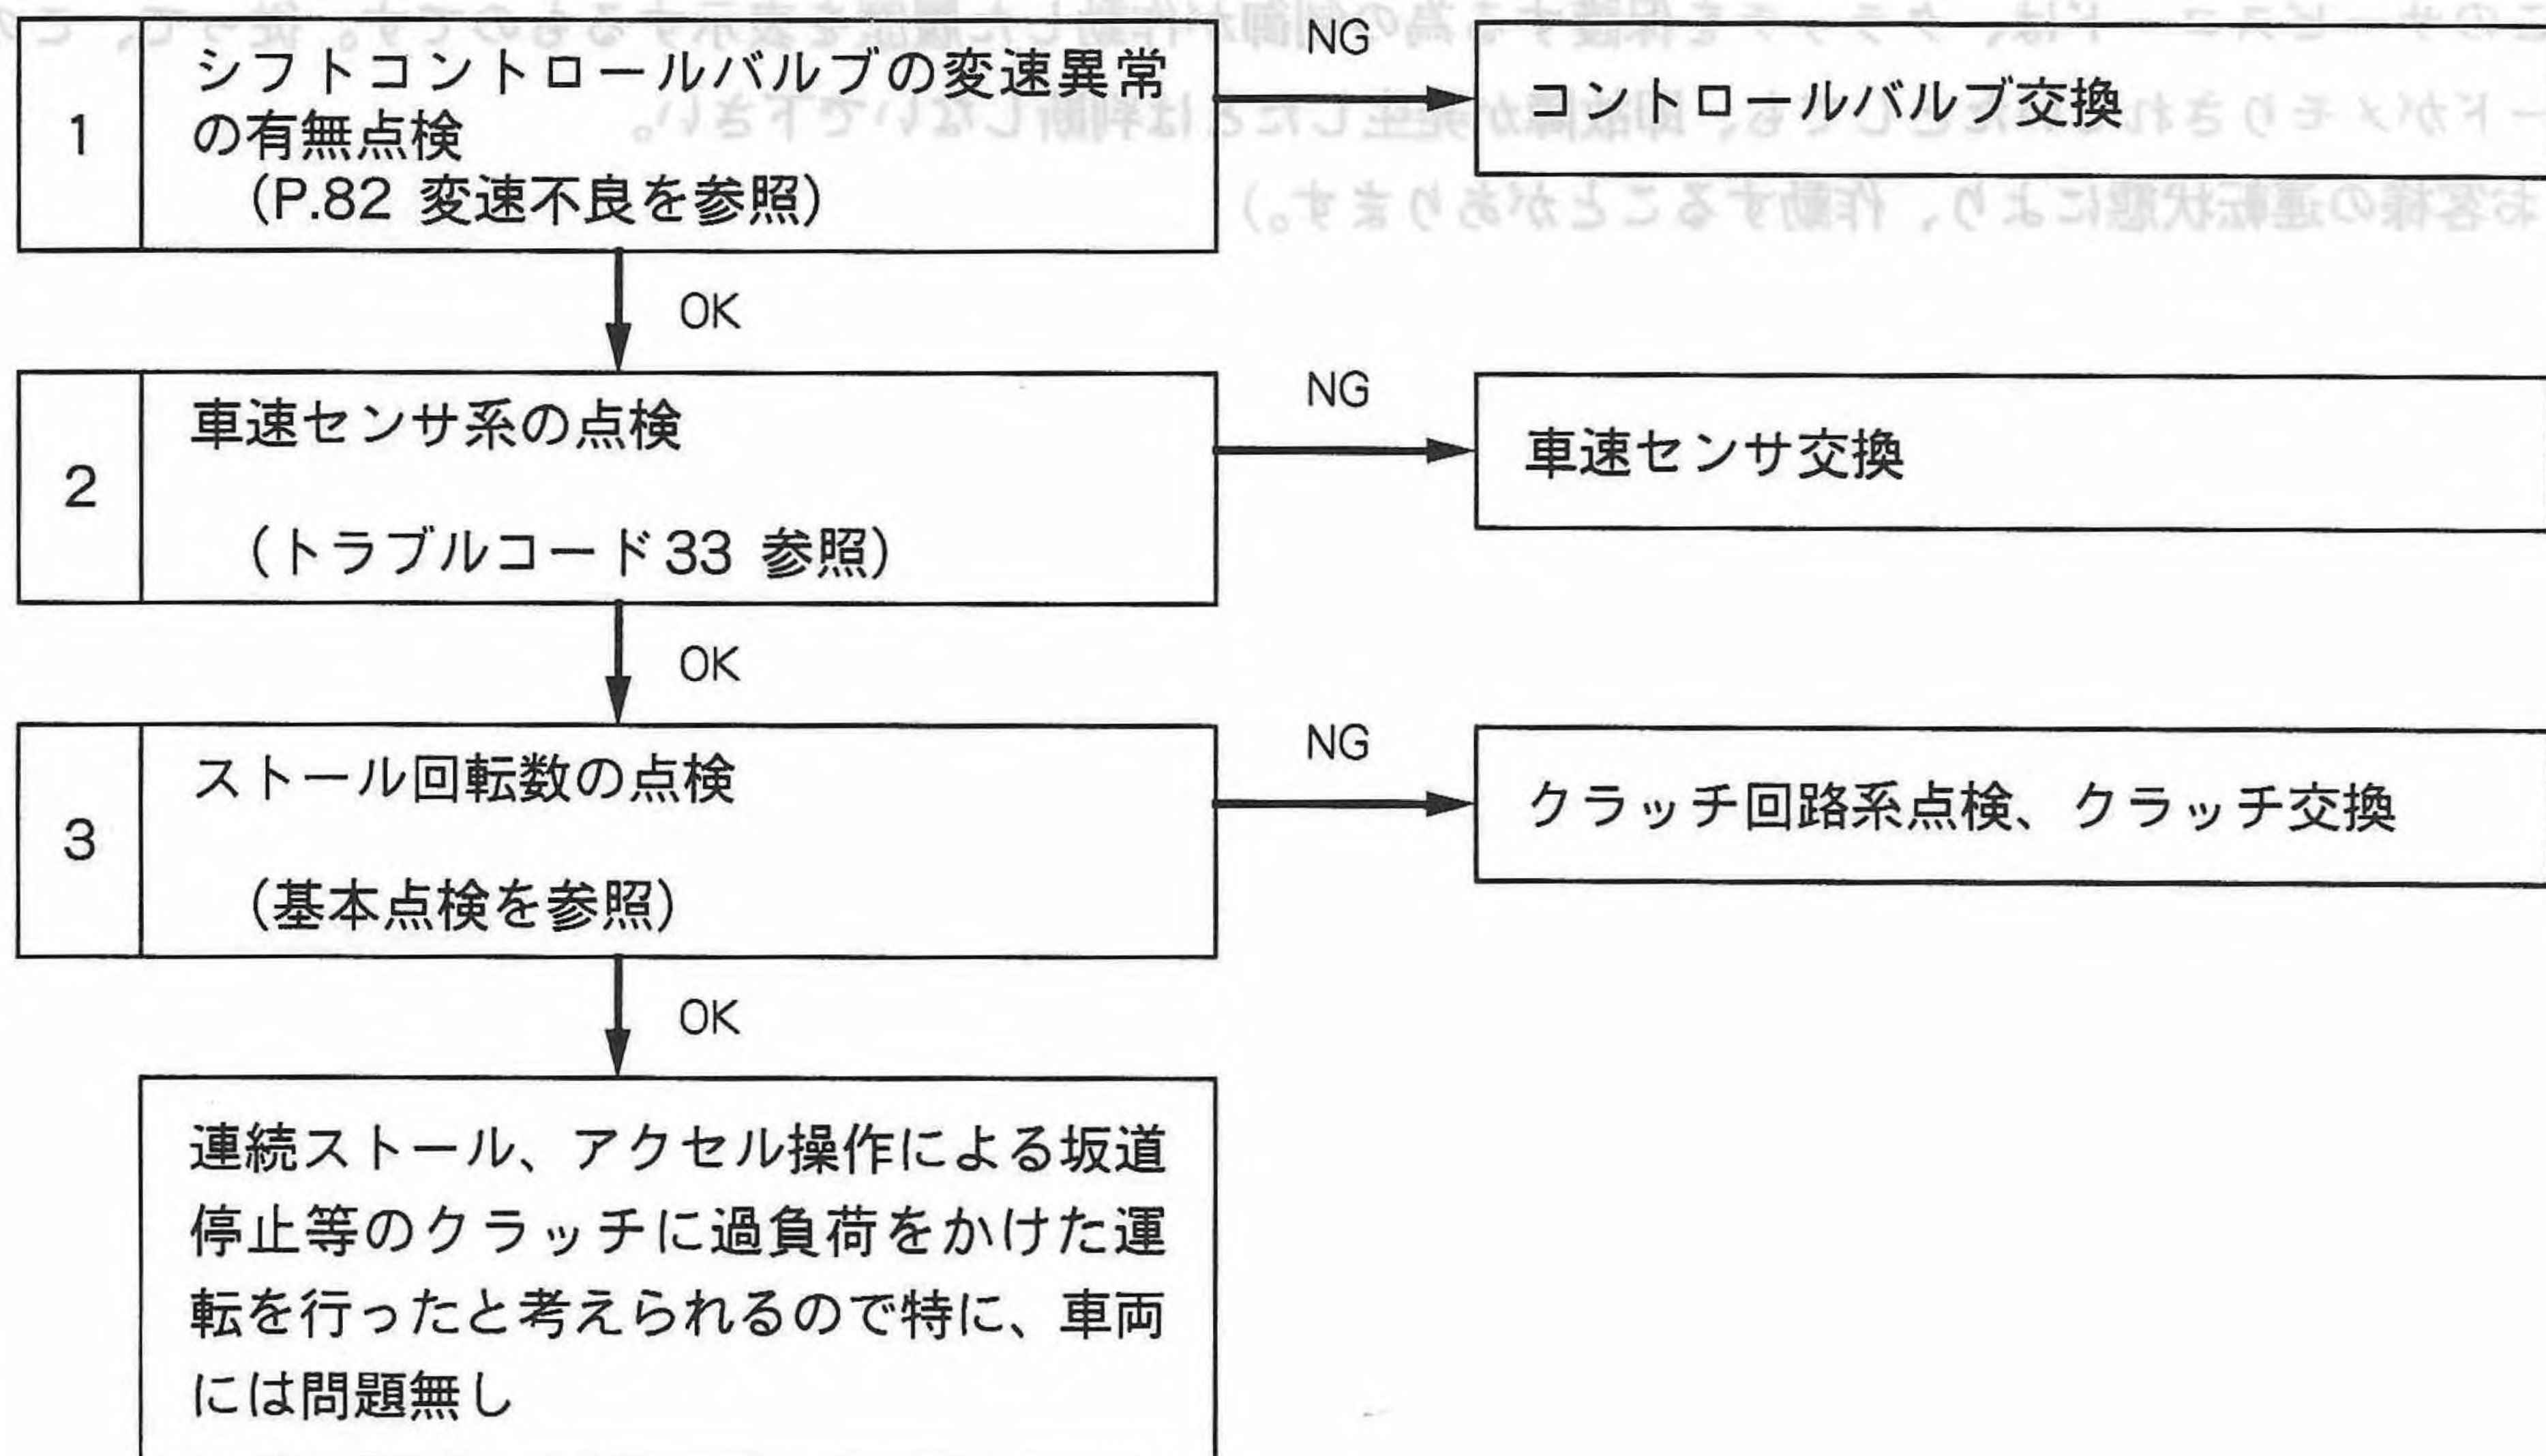 1
シフトコントロールバルブの変速異常
の有無点検
(P.82 変速不良を参照)
NG
コントロールバルブ交換
OK
2
車速センサ系の点検
(トラブルコード33 参照)
NG
車速センサ交換
OK
3
ストール回転数の点検
(基本点検を参照)
NG
クラッチ回路系点検、クラッチ交換
OK
連続ストール、アクセル操作による坂道
停止等のクラッチに過負荷をかけた運
転を行ったと考えられるので特に、車両
には問題無し